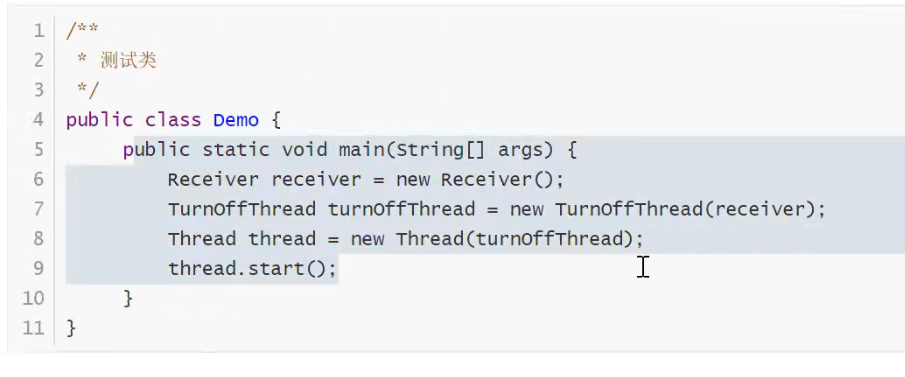 1 /**
2  * 测试类
3  */
4 public class Demo {
5     public static void main(String[] args) {
6         Receiver receiver = new Receiver();
7         TurnOffThread turnOffThread = new TurnOffThread(receiver);
8         Thread thread = new Thread(turnOffThread);
9         thread.start();
10     }
11 }